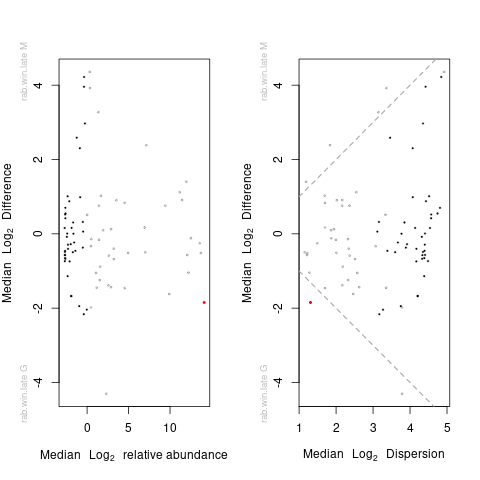 rab.win.late M
rab.win.late G
Median Log2 Difference
4
2
0
-2
-4
0 5 10
Median Log2 relative abundance
rab.win.late M
rab.win.late G
Median Log2 Difference
4
2
0
-2
-4
1 2 3 4 5
Median Log2 Dispersion